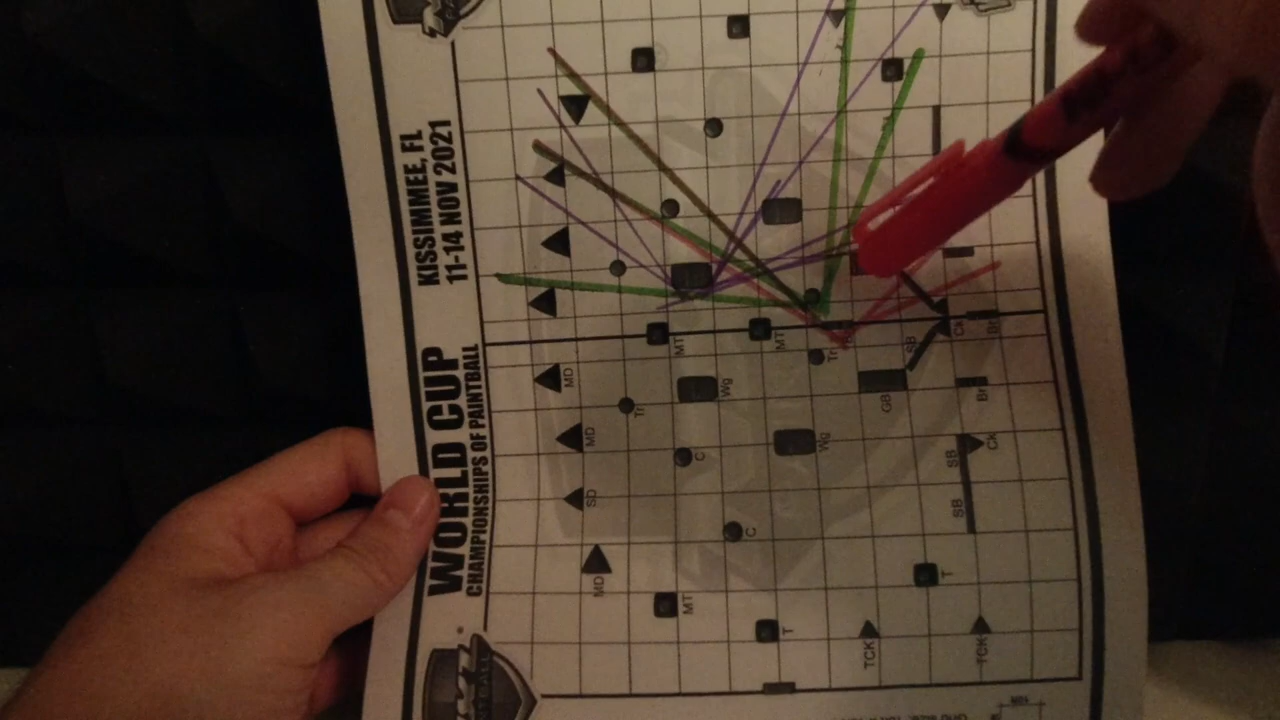 KISSIMMEE, FL
11-14 NOV 2021
WORLD CUP
CHAMPIONSHIPS OF PAINTBALL
MD
MD
SD
MD
Tr
MT
C
MT
Wg
C
MT
Wg
T
Tr
GB
TCK
SB
SB
SB
T
Ck
Ck
Br
Br
TCK